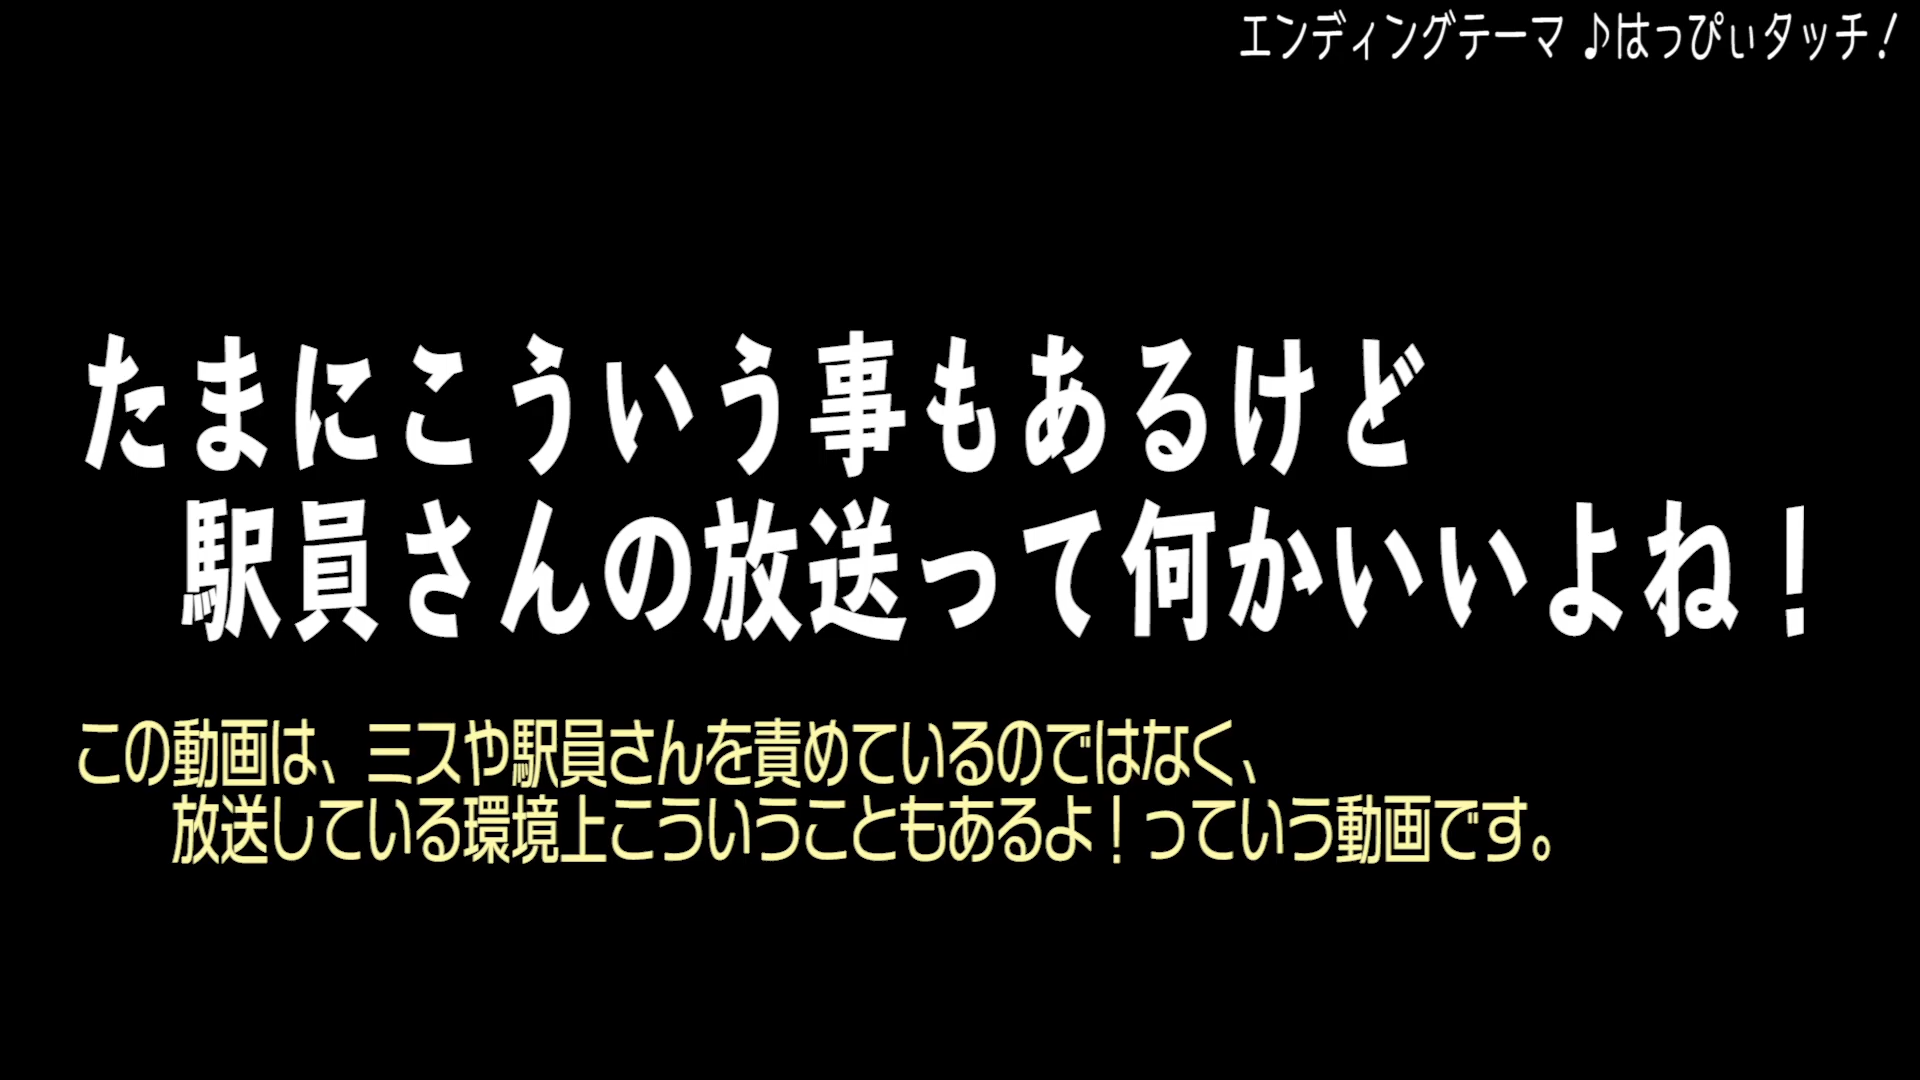 エンディングテーマ ♪はっぴぃタッチ！
たまにこういう事もあるけど
駅員さんの放送って何かいいよね！
この動画は、ミスや駅員さんを責めているのではなく、
放送している環境上こういうこともあるよ！っていう動画です。